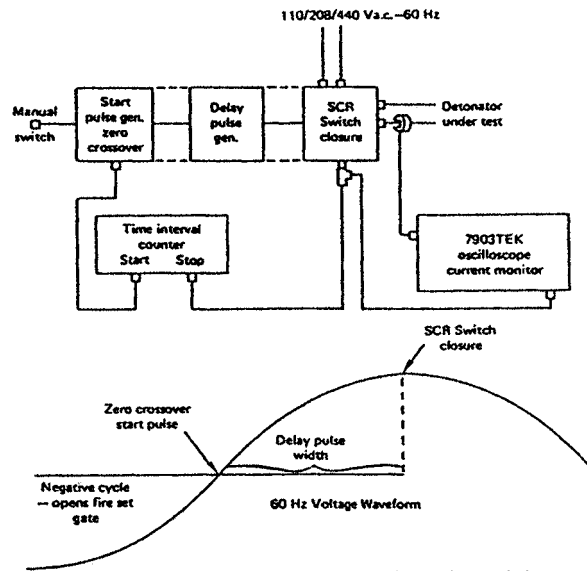 110/208/440 Va.c. –60 Hz
Manual
switch
Start
pulse gen.
zero
crossover
Delay
pulse
gen.
SCR
Switch
closure
Detonator
under test
Time interval
counter
Start Stop
7903TEK
oscilloscope
current monitor
SCR Switch
closure
Zero crossover
start pulse
Delay pulse
width
Negative cycle
— opens fire set
gate
60 Hz Voltage Waveform